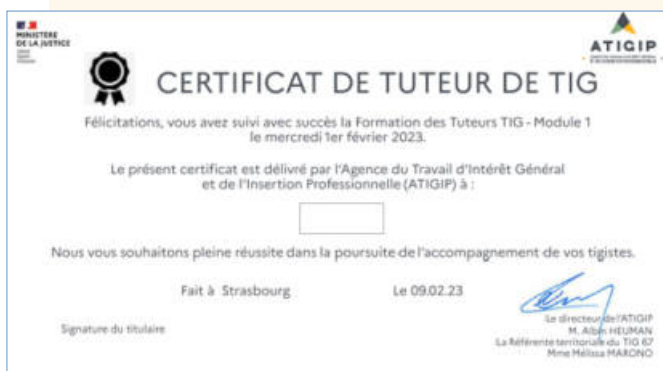 MINISTÈRE
DE LA JUSTICE
ATIGIP
CERTIFICAT DE TUTEUR DE TIG
Félicitations, vous avez suivi avec succès la Formation des Tuteurs TIG - Module 1
le mercredi 1er février 2023.
Le présent certificat est délivré par l'Agence du Travail d'Intérêt Général
et de l'Insertion Professionnelle (ATIGIP) à :
Nous vous souhaitons pleine réussite dans la poursuite de l'accompagnement de vos tigistes.
Fait à Strasbourg Le 09.02.23
Signature du titulaire
Le directeur de l'ATIGIP
M. Albin HEUMAN
La Référente territoriale du TIG 67
Mme Mélissa MARONO